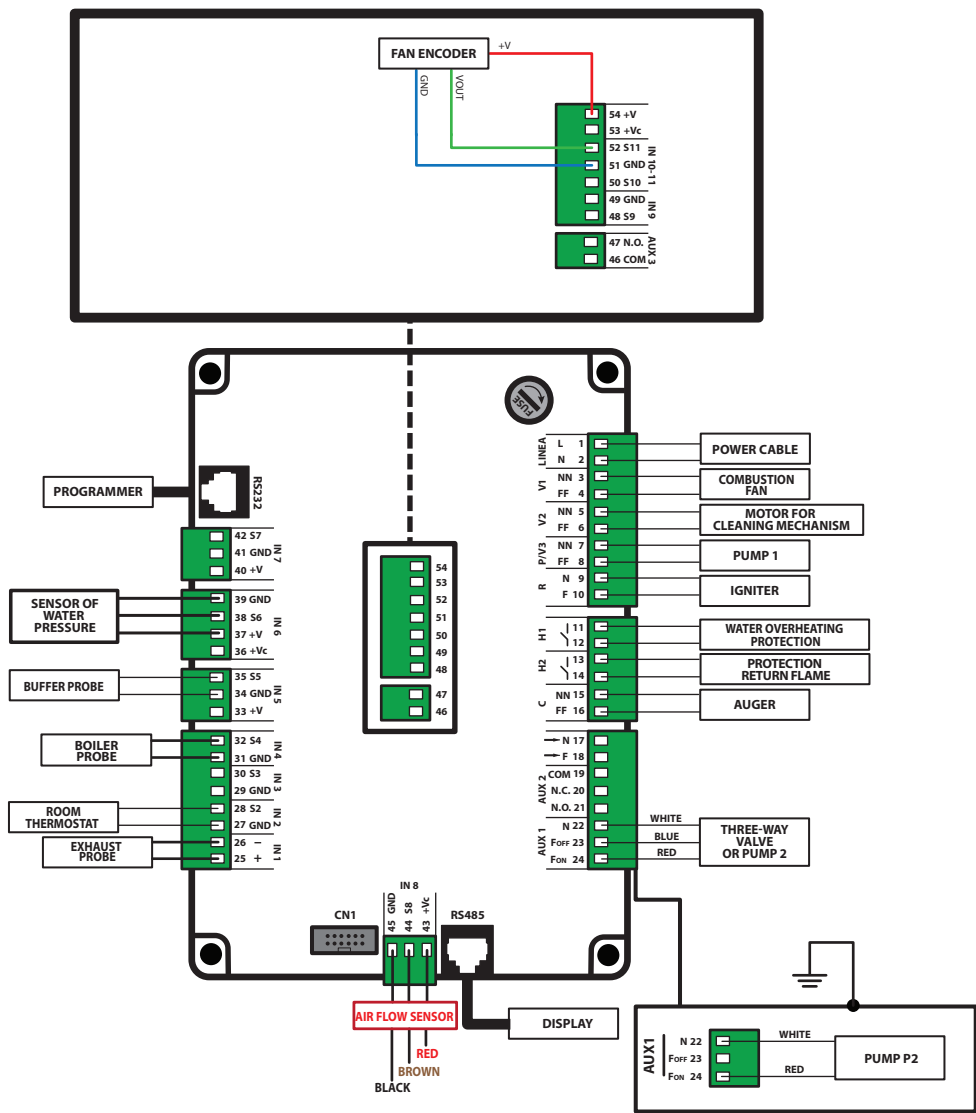 FAN ENCODER
+V
GND
VOUT
54 +V
53 +Vc
52 S11
51 GND
50 S10
49 GND
48 S9
IN 10-11
IN 9
47 N.O.
46 COM
AUX 3
FUSE
PROGRAMMER
RS232
42 S7
41 GND
40 +V
IN 7
SENSOR OF
WATER
PRESSURE
39 GND
38 S6
37 +V
36 +Vc
IN 6
BUFFER PROBE
35 S5
34 GND
33 +V
IN 5
BOILER
PROBE
32 S4
31 GND
IN 4
30 S3
29 GND
IN 3
ROOM
THERMOSTAT
28 S2
27 GND
IN 2
EXHAUST
PROBE
26 –
25 +
IN 1
54
53
52
51
50
49
48
47
46
LINEA
L 1
N 2
POWER CABLE
V1
NN 3
FF 4
COMBUSTION
FAN
V2
NN 5
FF 6
MOTOR FOR
CLEANING MECHANISM
P/V3
NN 7
FF 8
PUMP 1
R
N 9
F 10
IGNITER
H1
11
12
WATER OVERHEATING
PROTECTION
H2
13
14
PROTECTION
RETURN FLAME
C
NN 15
FF 16
AUGER
N 17
F 18
AUX 2
COM 19
N.C. 20
N.O. 21
AUX 1
N 22
FOFF 23
FON 24
WHITE
BLUE
RED
THREE-WAY
VALVE
OR PUMP 2
CN1
IN 8
45 GND
44 S8
43 +Vc
RS485
AIR FLOW SENSOR
RED
BROWN
BLACK
DISPLAY
AUX1
N 22
FOFF 23
FON 24
WHITE
RED
PUMP P2